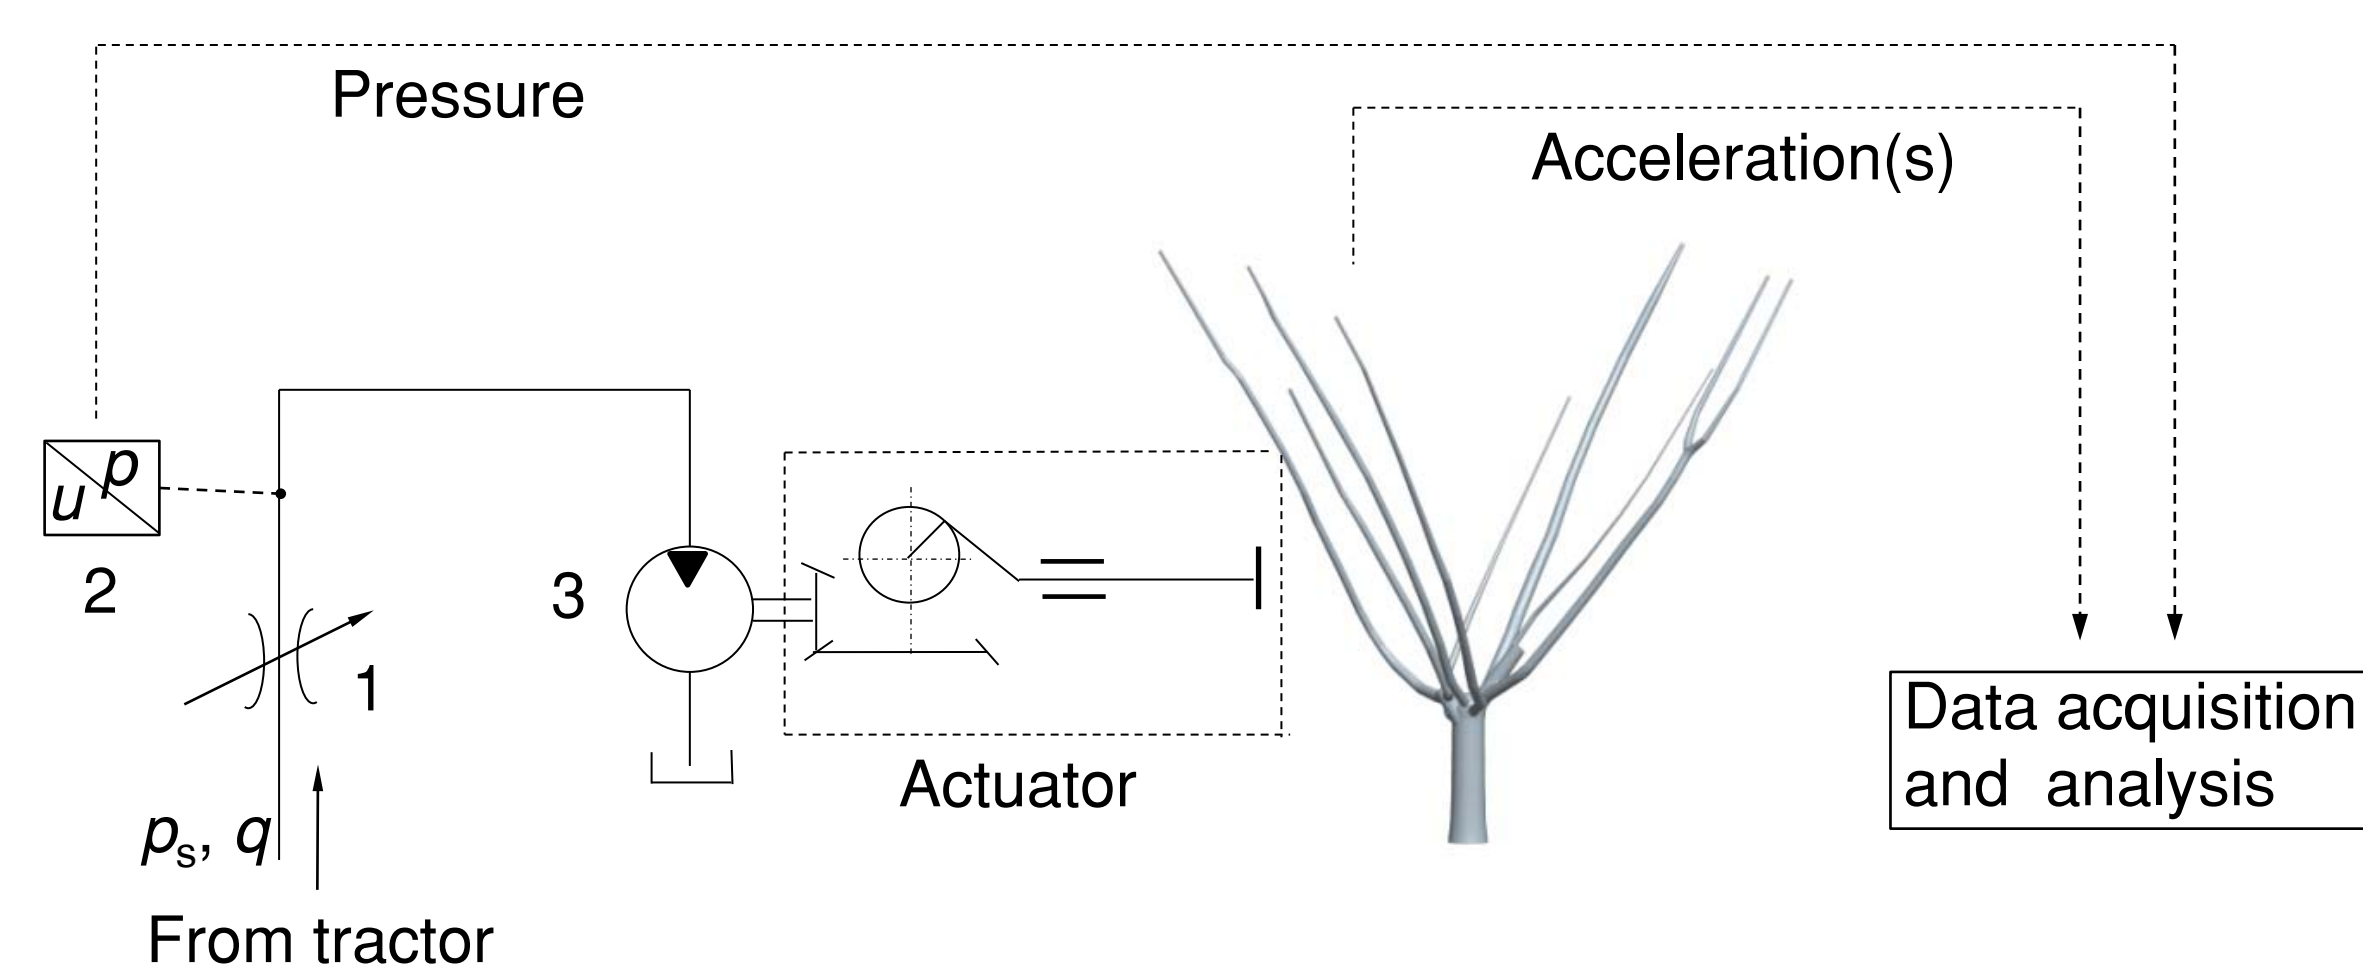 Pressure
Acceleration(s)
p
u
2
3
1
Actuator
Data acquisition
and analysis
pₛ, q
From tractor